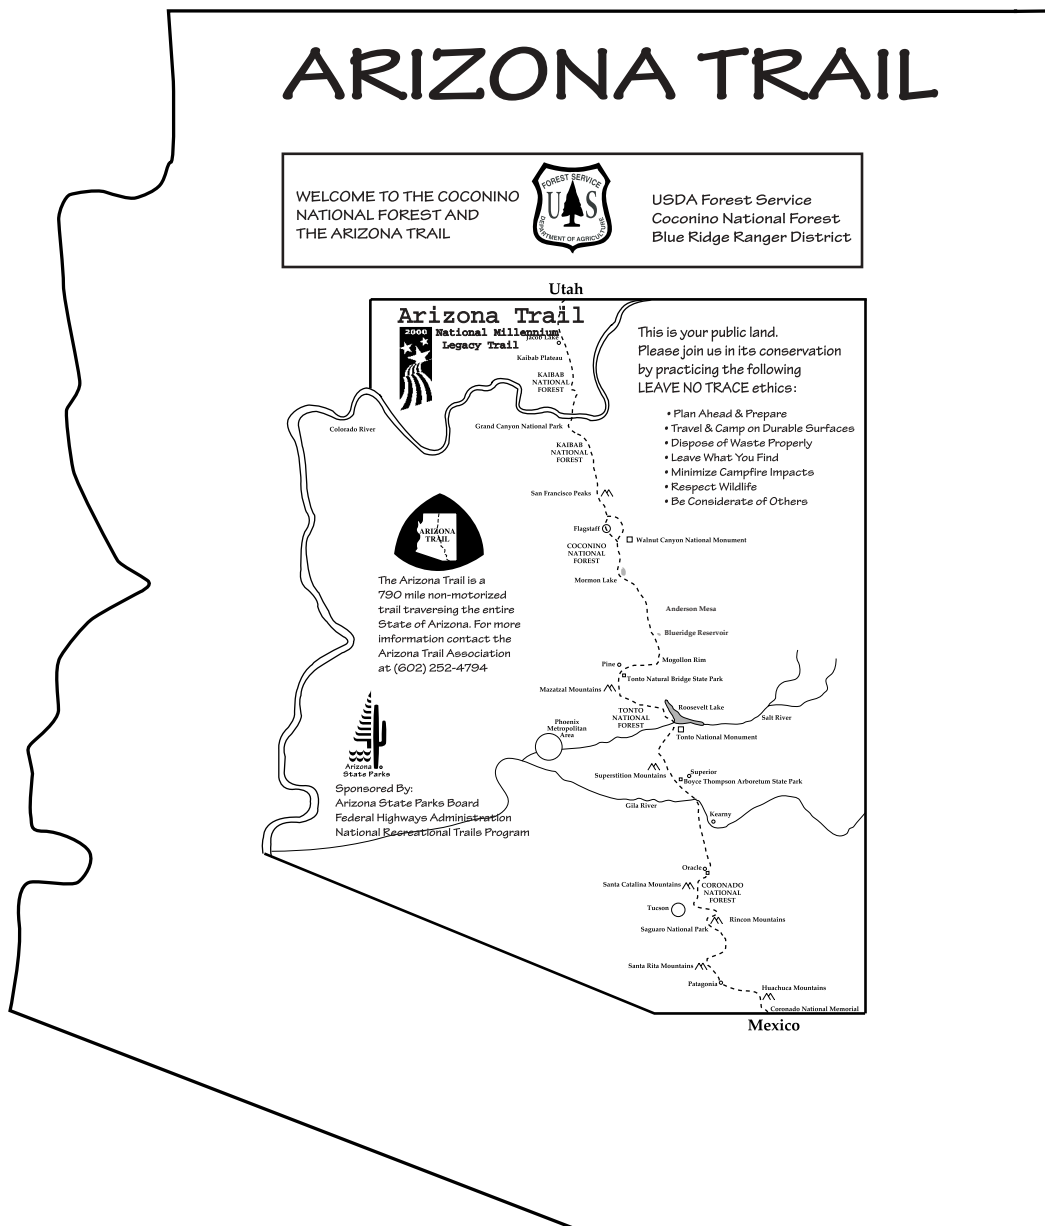 ARIZONA TRAIL
WELCOME TO THE COCONINO
NATIONAL FOREST AND
THE ARIZONA TRAIL
FOREST SERVICE
U S
DEPARTMENT OF AGRICULTURE
USDA Forest Service
Coconino National Forest
Blue Ridge Ranger District
Utah
Arizona Trail
2000
National Millennium
Legacy Trail
Jacob Lake
Kaibab Plateau
KAIBAB
NATIONAL
FOREST
This is your public land.
Please join us in its conservation
by practicing the following
LEAVE NO TRACE ethics:
• Plan Ahead & Prepare
• Travel & Camp on Durable Surfaces
• Dispose of Waste Properly
• Leave What You Find
• Minimize Campfire Impacts
• Respect Wildlife
• Be Considerate of Others
Colorado River
Grand Canyon National Park
KAIBAB
NATIONAL
FOREST
San Francisco Peaks
Flagstaff
Walnut Canyon National Monument
COCONINO
NATIONAL
FOREST
Mormon Lake
ARIZONA
TRAIL
The Arizona Trail is a
790 mile non-motorized
trail traversing the entire
State of Arizona. For more
imformation contact the
Arizona Trail Association
at (602) 252-4794
Anderson Mesa
Blueridge Reservoir
Mogollon Rim
Pine
Tonto Natural Bridge State Park
Mazatzal Mountains
Roosevelt Lake
TONTO
NATIONAL
FOREST
Salt River
Phoenix
Metropolitan
Area
Tonto National Monument
Arizona
State Parks
Superstition Mountains
Superior
Boyce Thompson Arboretum State Park
Sponsored By:
Arizona State Parks Board
Federal Highways Administration
National Recreational Trails Program
Gila River
Kearny
Oracle
Santa Catalina Mountains
CORONADO
NATIONAL
FOREST
Tucson
Rincon Mountains
Saguaro National Park
Santa Rita Mountains
Patagonia
Huachuca Mountains
Coronado National Memorial
Mexico